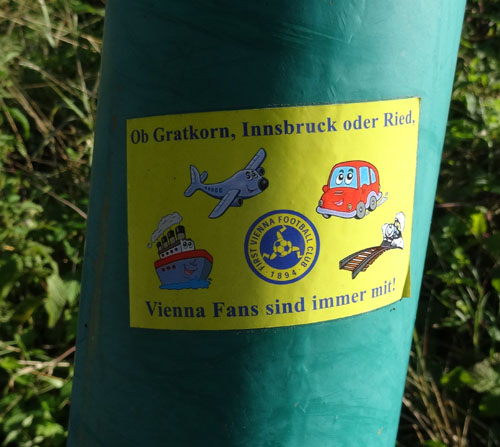 Ob Gratkorn, Innsbruck oder Ried,
FIRST VIENNA FOOTBALL CLUB
1894
Vienna Fans sind immer mit!